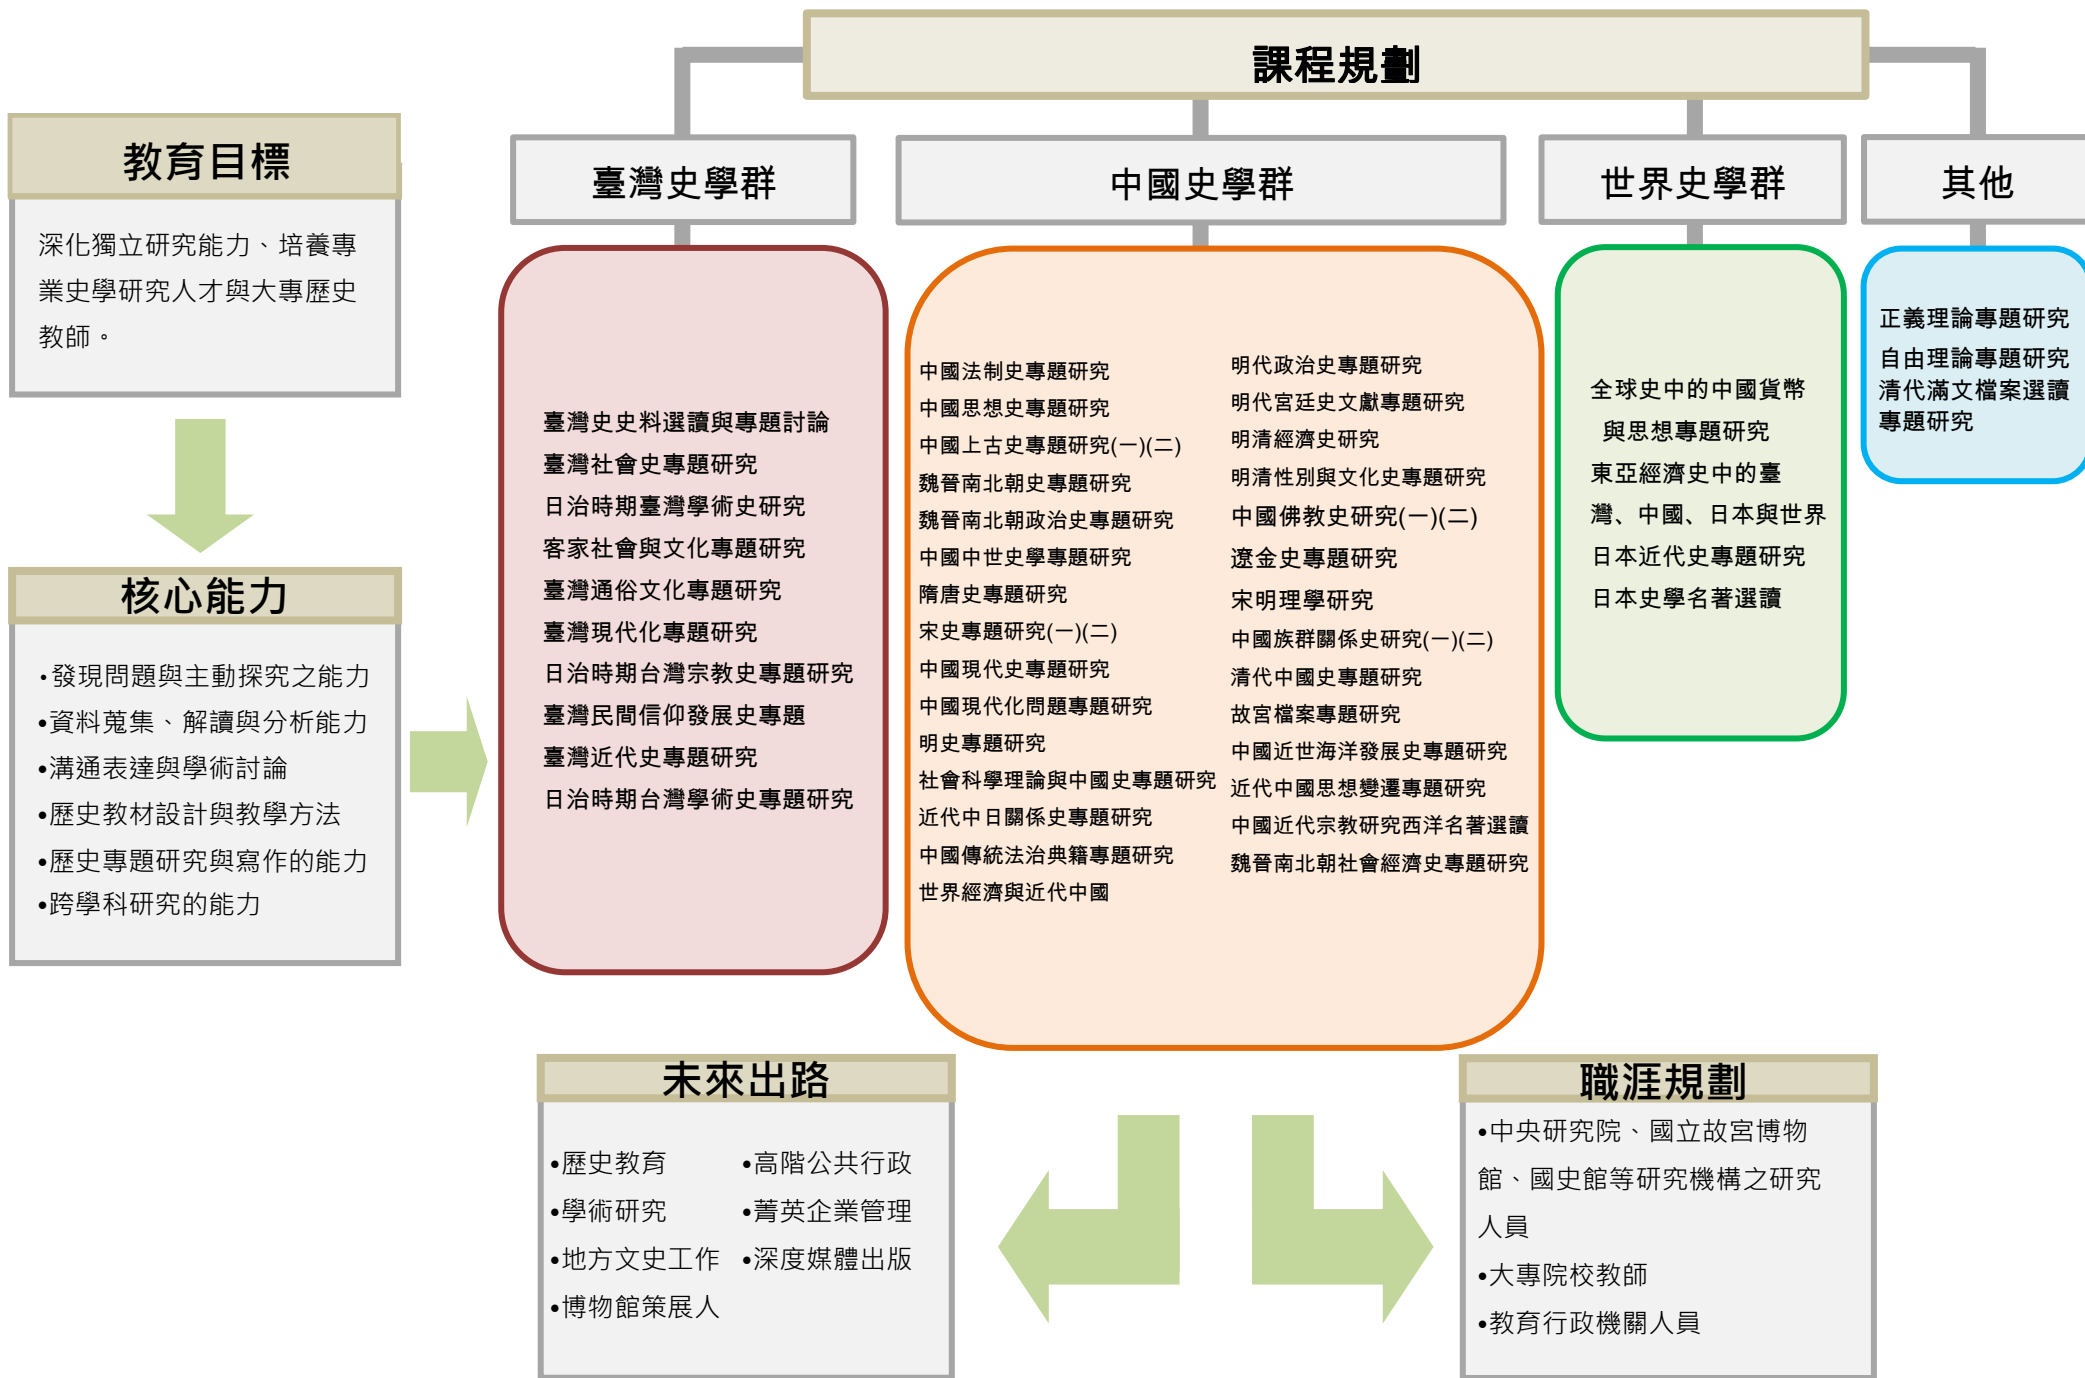 課程規劃
教育目標
深化獨立研究能力、培養專
業史學研究人才與大專歷史
教師。
核心能力
•發現問題與主動探究之能力
•資料蒐集、解讀與分析能力
•溝通表達與學術討論
•歷史教材設計與教學方法
•歷史專題研究與寫作的能力
•跨學科研究的能力
臺灣史學群
臺灣史史料選讀與專題討論
臺灣社會史專題研究
日治時期臺灣學術史研究
客家社會與文化專題研究
臺灣通俗文化專題研究
臺灣現代化專題研究
日治時期台灣宗教史專題研究
臺灣民間信仰發展史專題
臺灣近代史專題研究
日治時期台灣學術史專題研究
中國史學群
中國法制史專題研究
中國思想史專題研究
中國上古史專題研究(一)(二)
魏晉南北朝史專題研究
魏晉南北朝政治史專題研究
中國中世史學專題研究
隋唐史專題研究
宋史專題研究(一)(二)
中國現代史專題研究
中國現代化問題專題研究
明史專題研究
社會科學理論與中國史專題研究
近代中日關係史專題研究
中國傳統法治典籍專題研究
世界經濟與近代中國
明代政治史專題研究
明代宮廷史文獻專題研究
明清經濟史研究
明清性別與文化史專題研究
中國佛教史研究(一)(二)
遼金史專題研究
宋明理學研究
中國族群關係史研究(一)(二)
清代中國史專題研究
故宮檔案專題研究
中國近世海洋發展史專題研究
近代中國思想變遷專題研究
中國近代宗教研究西洋名著選讀
魏晉南北朝社會經濟史專題研究
世界史學群
全球史中的中國貨幣
與思想專題研究
東亞經濟史中的臺
灣、中國、日本與世界
日本近代史專題研究
日本史學名著選讀
其他
正義理論專題研究
自由理論專題研究
清代滿文檔案選讀
專題研究
未來出路
•歷史教育
•學術研究
•地方文史工作
•博物館策展人
•高階公共行政
•菁英企業管理
•深度媒體出版
職涯規劃
•中央研究院、國立故宮博物
館、國史館等研究機構之研究
人員
•大專院校教師
•教育行政機關人員